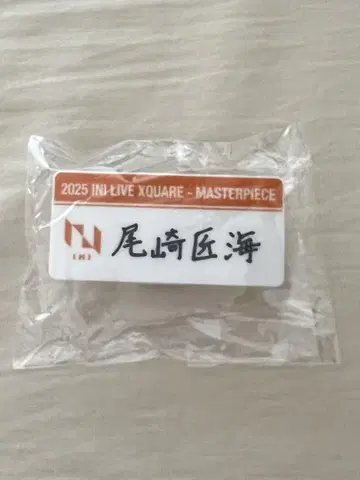 2025 INI LIVE XQUARE - MASTERPIECE
INI
尾崎匠海